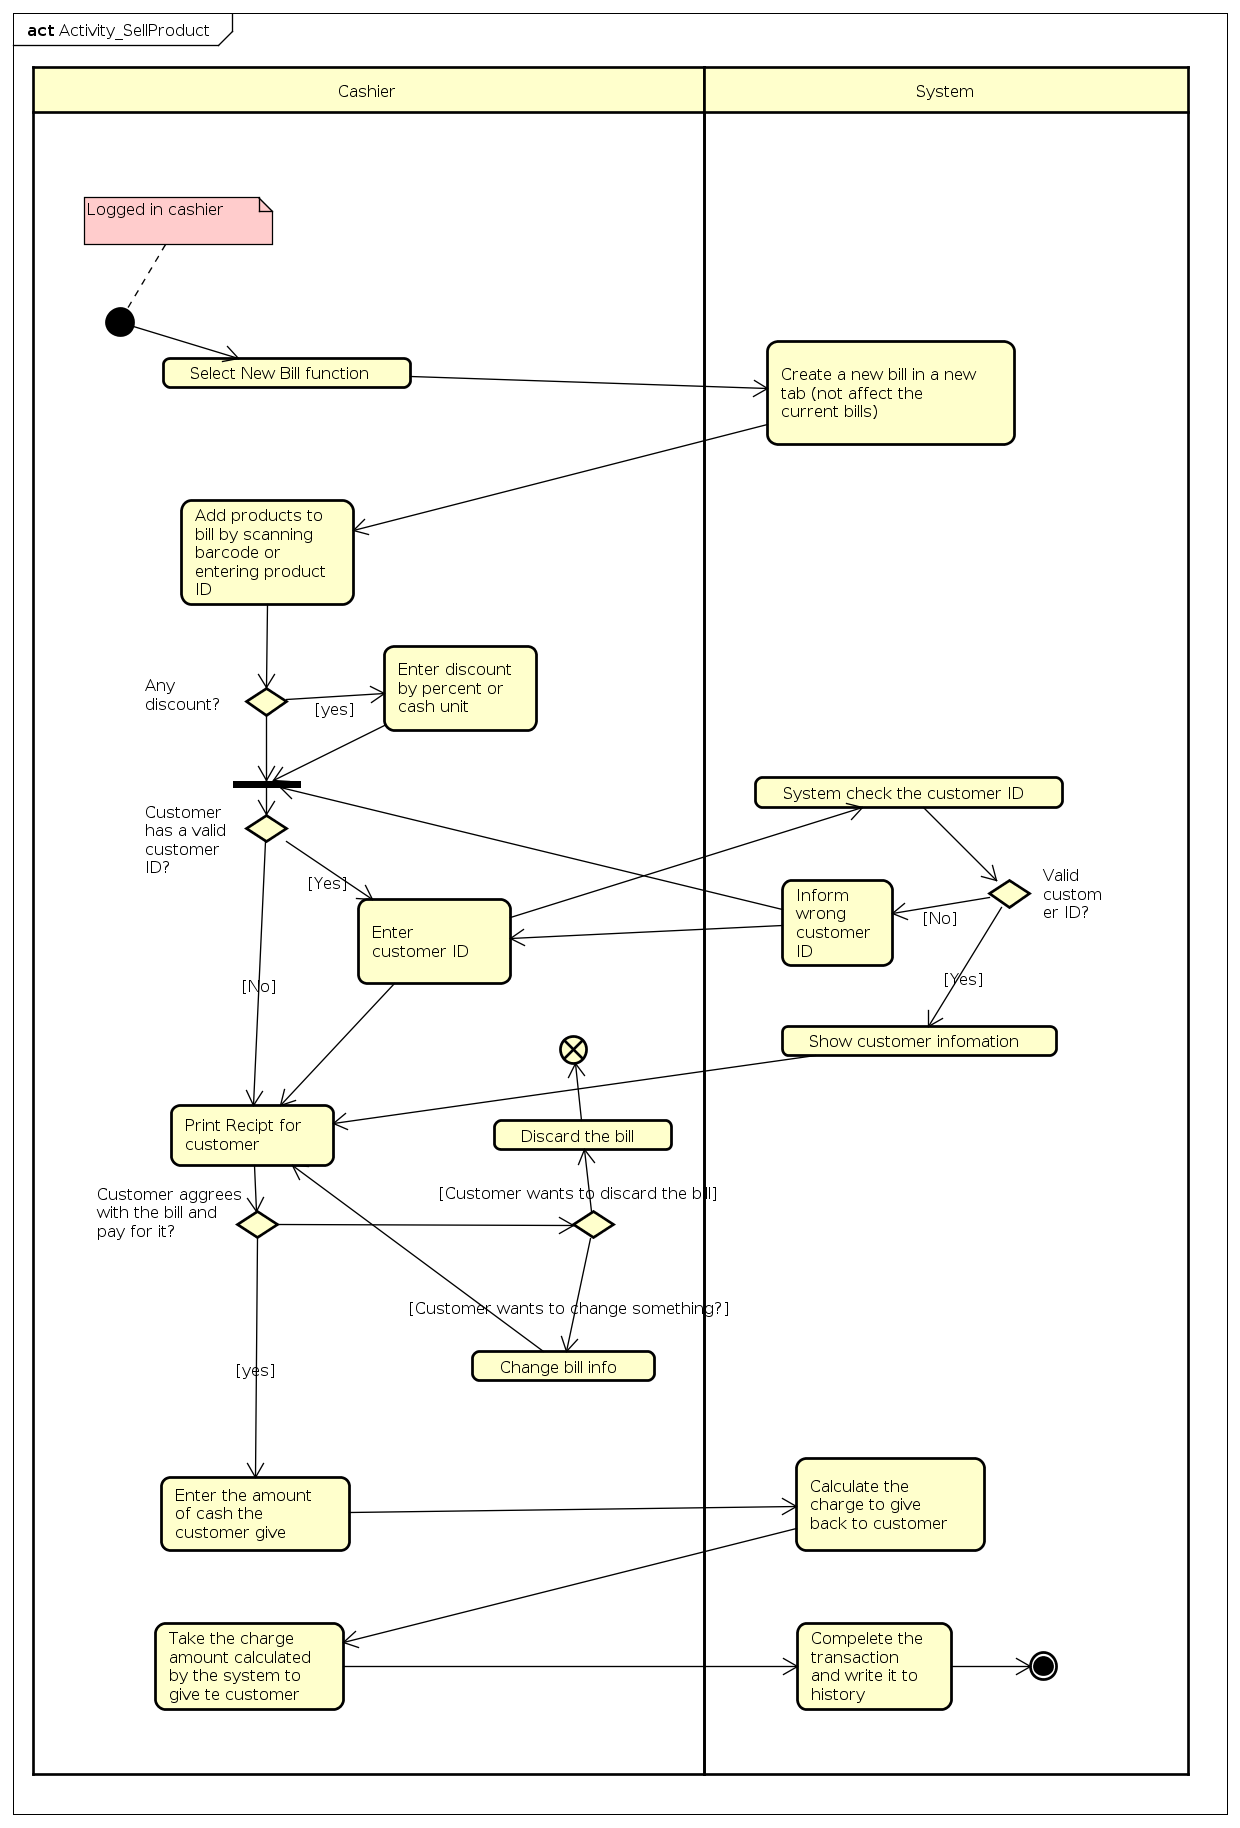 act Activity_SellProduct
Cashier
System
Logged in cashier
Select New Bill function
Create a new bill in a new
tab (not affect the
current bills)
Add products to
bill by scanning
barcode or
entering product
ID
Any
discount?
[yes]
Enter discount
by percent or
cash unit
Customer
has a valid
customer
ID?
[Yes]
System check the customer ID
Valid
custom
er ID?
Inform
wrong
customer
ID
[No]
Enter
customer ID
[No]
[Yes]
Show customer infomation
Print Recipt for
customer
Discard the bill
Customer aggrees
with the bill and
pay for it?
[Customer wants to discard the bill]
[Customer wants to change something?]
Change bill info
[yes]
Enter the amount
of cash the
customer give
Calculate the
charge to give
back to customer
Take the charge
amount calculated
by the system to
give te customer
Compelete the
transaction
and write it to
history